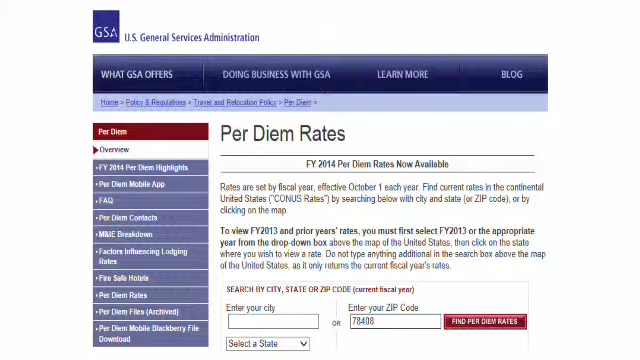 GSA
U.S. General Services Administration
WHAT GSA OFFERS
DOING BUSINESS WITH GSA
LEARN MORE
BLOG
Home > Policy & Regulations > Travel and Relocation Policy > Per Diem >
Per Diem
Overview
FY 2014 Per Diem Highlights
Per Diem Mobile App
FAQ
Per Diem Contacts
M&IE Breakdown
Factors Influencing Lodging
Rates
Fire Safe Hotels
Per Diem Rates
Per Diem Files (Archived)
Per Diem Mobile Blackberry File
Download
Per Diem Rates
FY 2014 Per Diem Rates Now Available
Rates are set by fiscal year, effective October 1 each year. Find current rates in the continental
United States ("CONUS Rates") by searching below with city and state (or ZIP code), or by
clicking on the map.
To view FY2013 and prior years' rates, you must first select FY2013 or the appropriate
year from the drop-down box above the map of the United States, then click on the state
where you wish to view a rate. Do not type anything additional in the search box above the map
of the United States, as it only returns the current fiscal year's rates.
SEARCH BY CITY, STATE OR ZIP CODE (current fiscal year)
Enter your city
OR
Enter your ZIP Code
78408
FIND PER DIEM RATES
Select a State